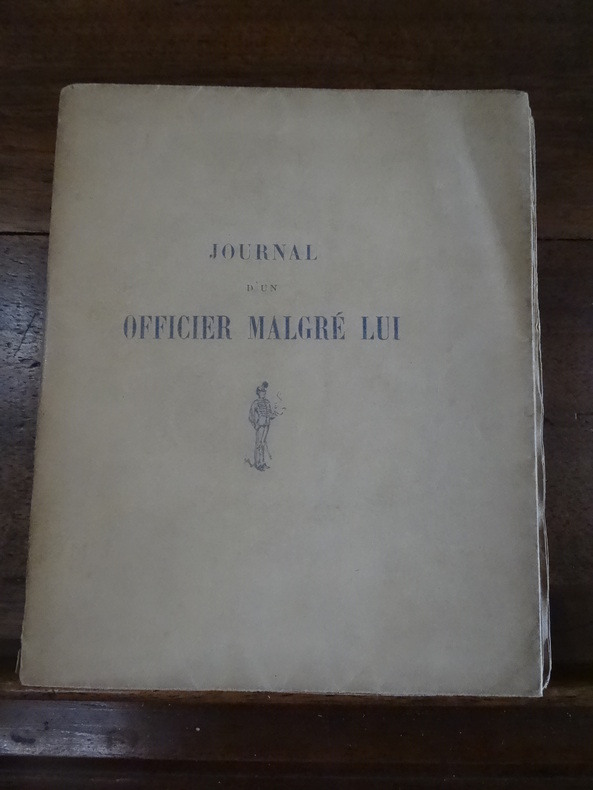 JOURNAL
D'UN
OFFICIER MALGRÉ LUI